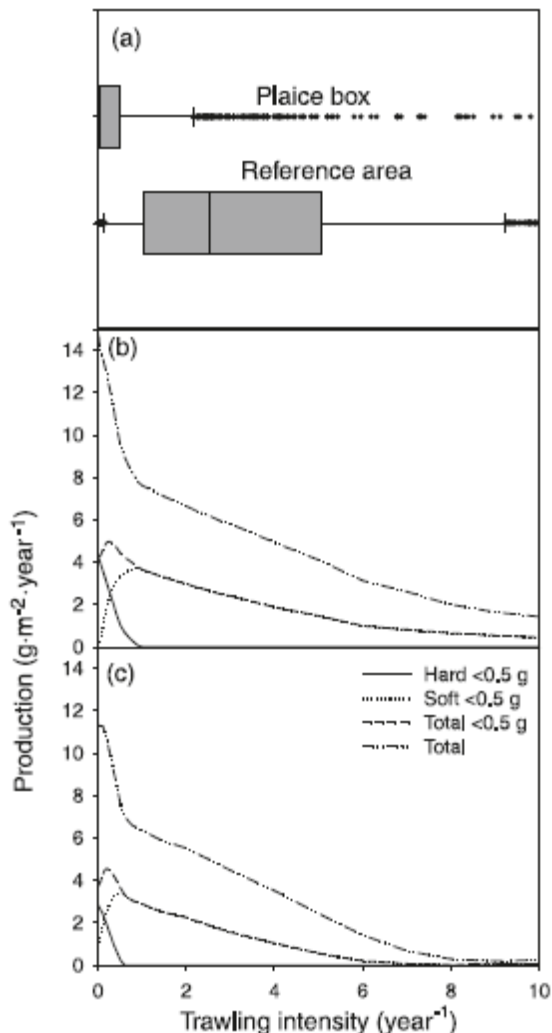 (a)
Plaice box
Reference area
(b)
14
12
10
8
6
4
2
0
Production (g·m⁻²·year⁻¹)
(c)
Hard <0.5 g
Soft <0.5 g
Total <0.5 g
Total
14
12
10
8
6
4
2
0
0 2 4 6 8 10
Trawling intensity (year⁻¹)